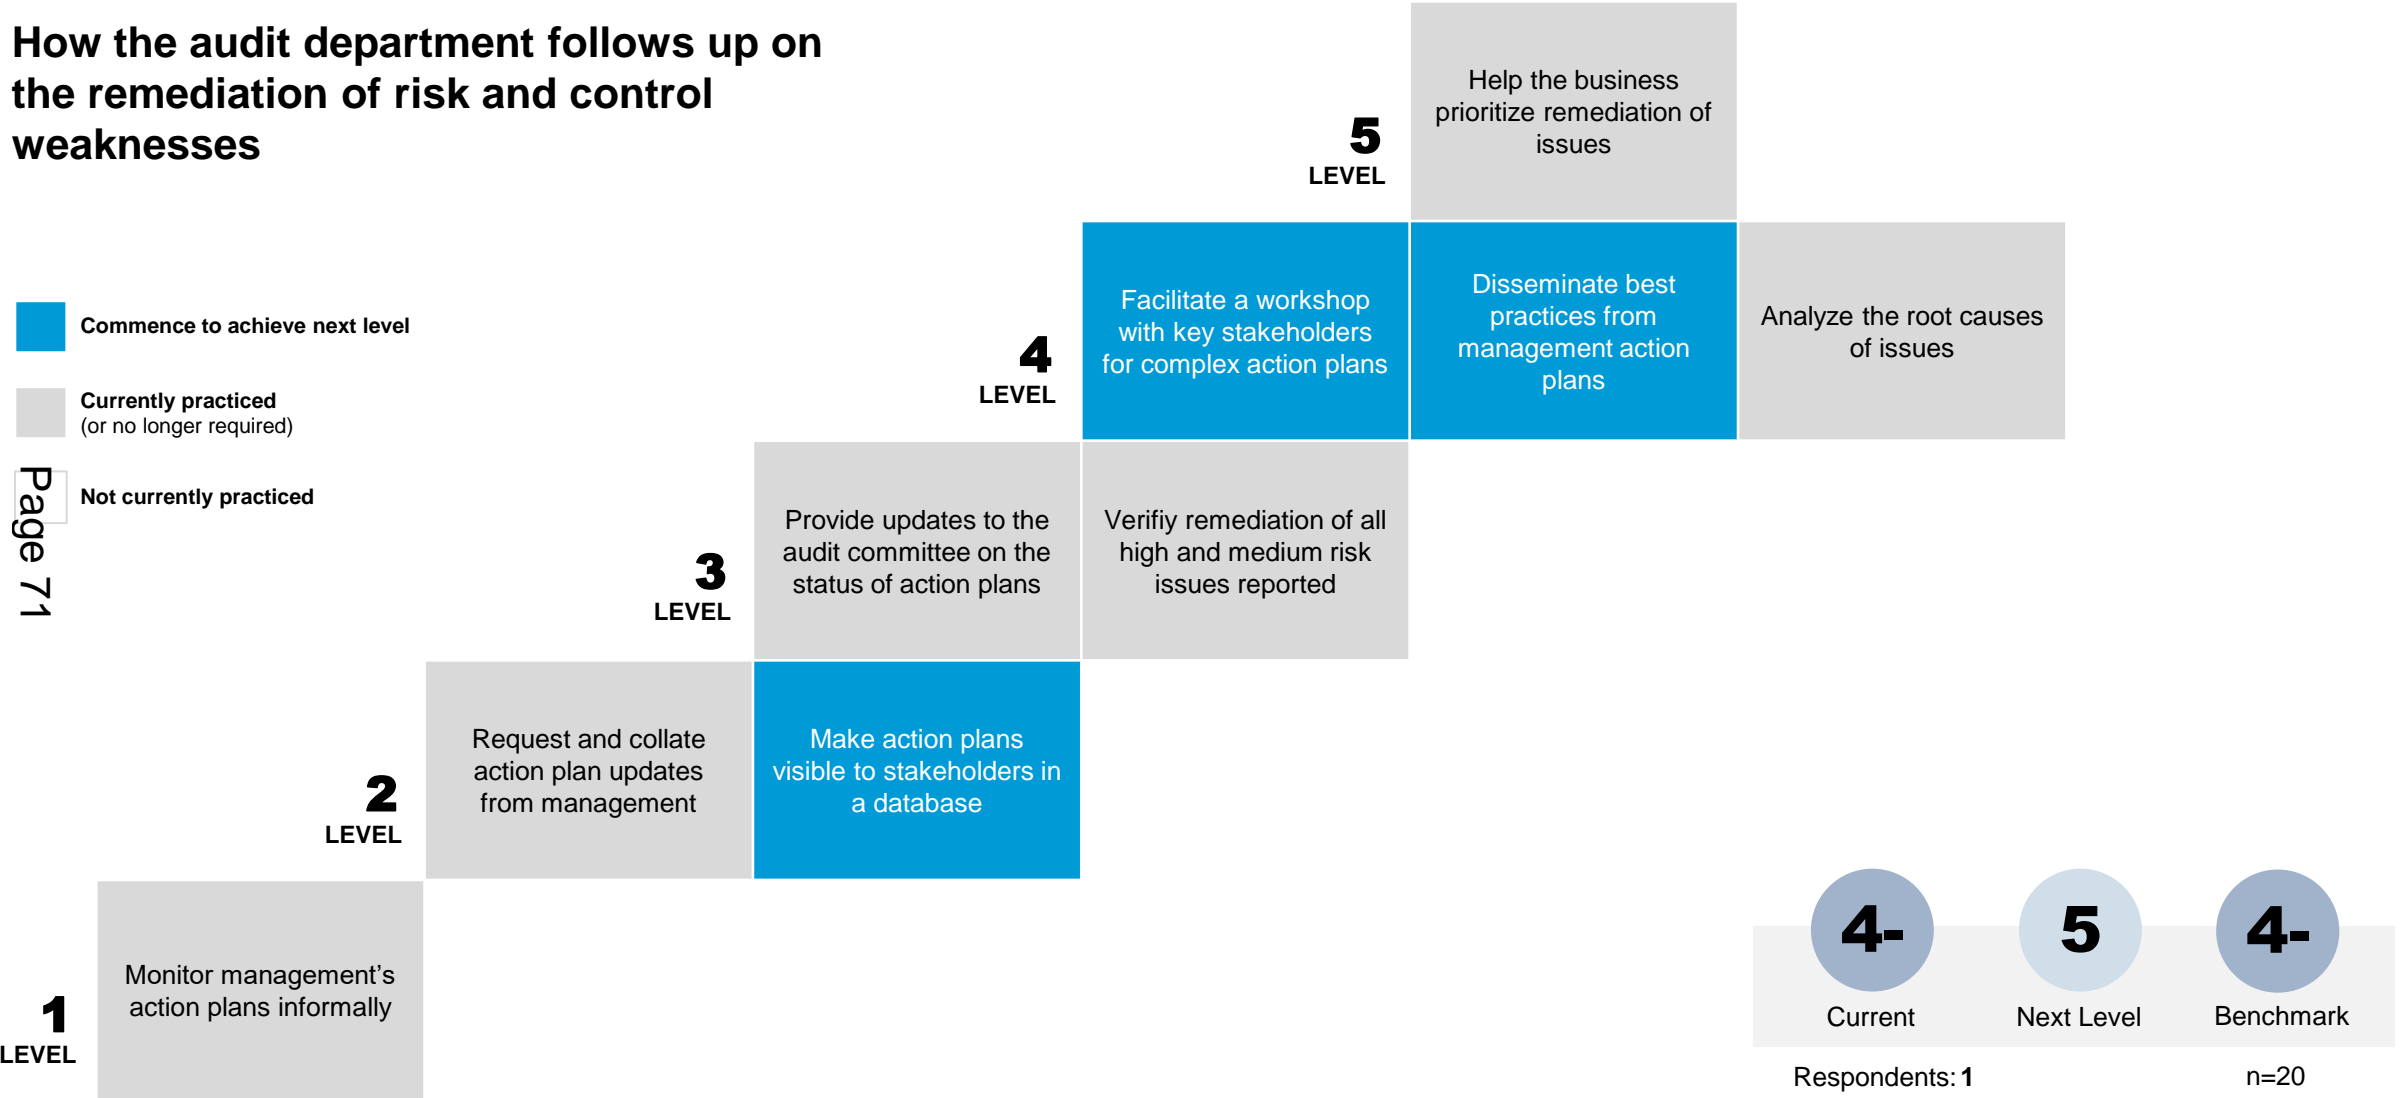 How the audit department follows up on
the remediation of risk and control
weaknesses
Commence to achieve next level
Currently practiced
(or no longer required)
Not currently practiced
Page 71
5
LEVEL
Help the business
prioritize remediation of
issues
4
LEVEL
Facilitate a workshop
with key stakeholders
for complex action plans
Disseminate best
practices from
management action
plans
Analyze the root causes
of issues
3
LEVEL
Provide updates to the
audit committee on the
status of action plans
Verifiy remediation of all
high and medium risk
issues reported
2
LEVEL
Request and collate
action plan updates
from management
Make action plans
visible to stakeholders in
a database
1
LEVEL
Monitor management’s
action plans informally
4-
Current
5
Next Level
4-
Benchmark
Respondents: 1
n=20